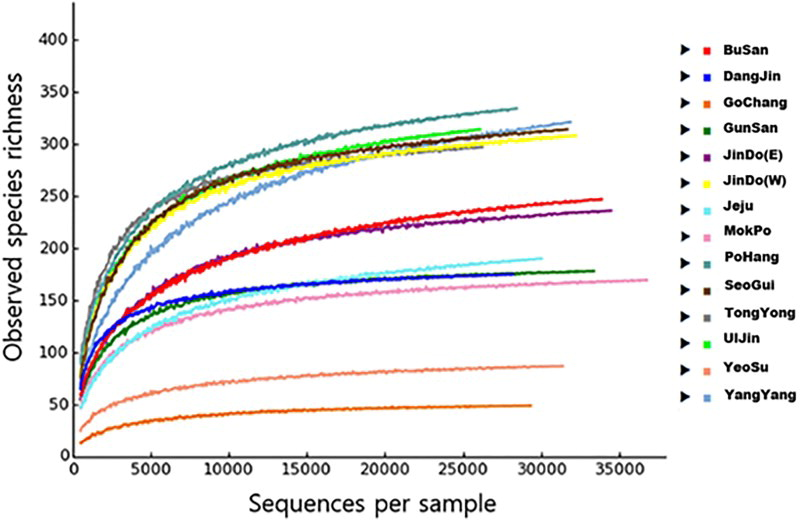 Observed species richness
400
350
300
250
200
150
100
50
0
0 5000 10000 15000 20000 25000 30000 35000
Sequences per sample
BuSan
DangJin
GoChang
GunSan
JinDo(E)
JinDo(W)
Jeju
MokPo
PoHang
SeoGui
TongYong
UlJin
YeoSu
YangYang